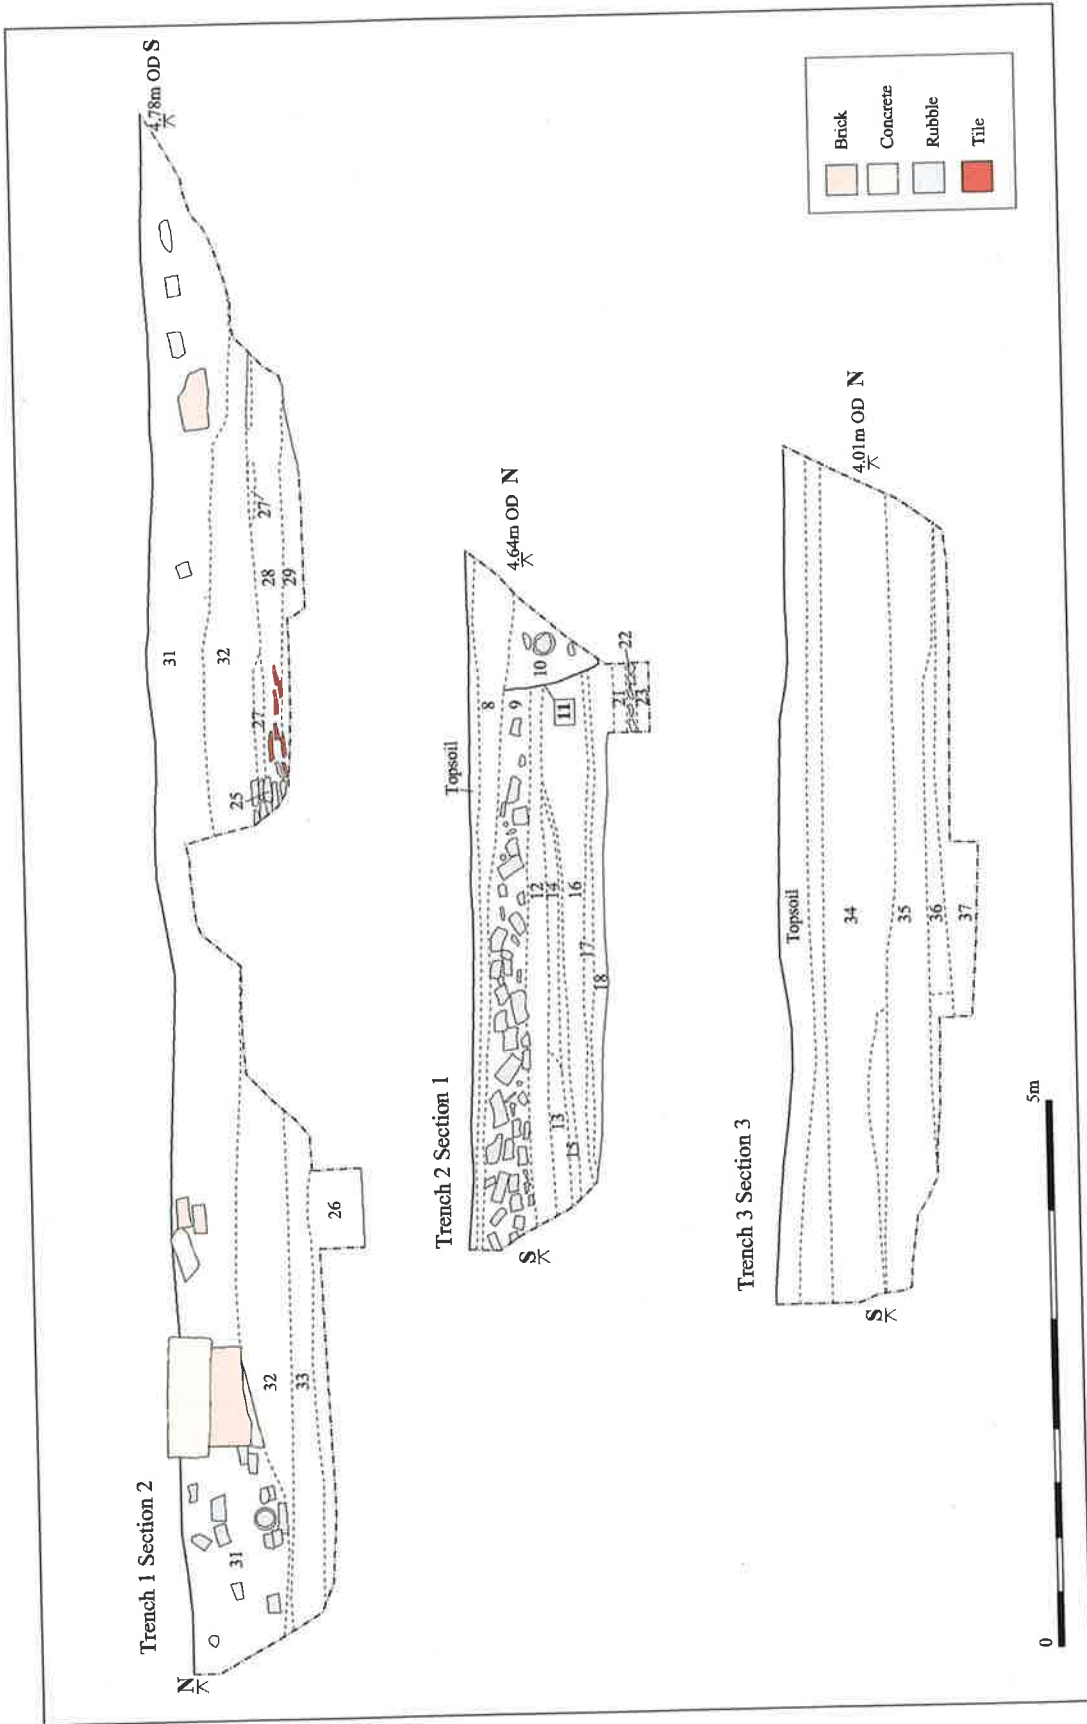 Trench 1 Section 2
N
4.78m OD S
31
31
32
32
33
26
25
27
27
28
29
Trench 2 Section 1
S
4.64m OD N
Topsoil
8
9
10
11
12
13
14
15
16
17
18
21
22
23
Trench 3 Section 3
S
4.01m OD N
Topsoil
34
35
36
37
Brick
Concrete
Rubble
Tile
0
5m